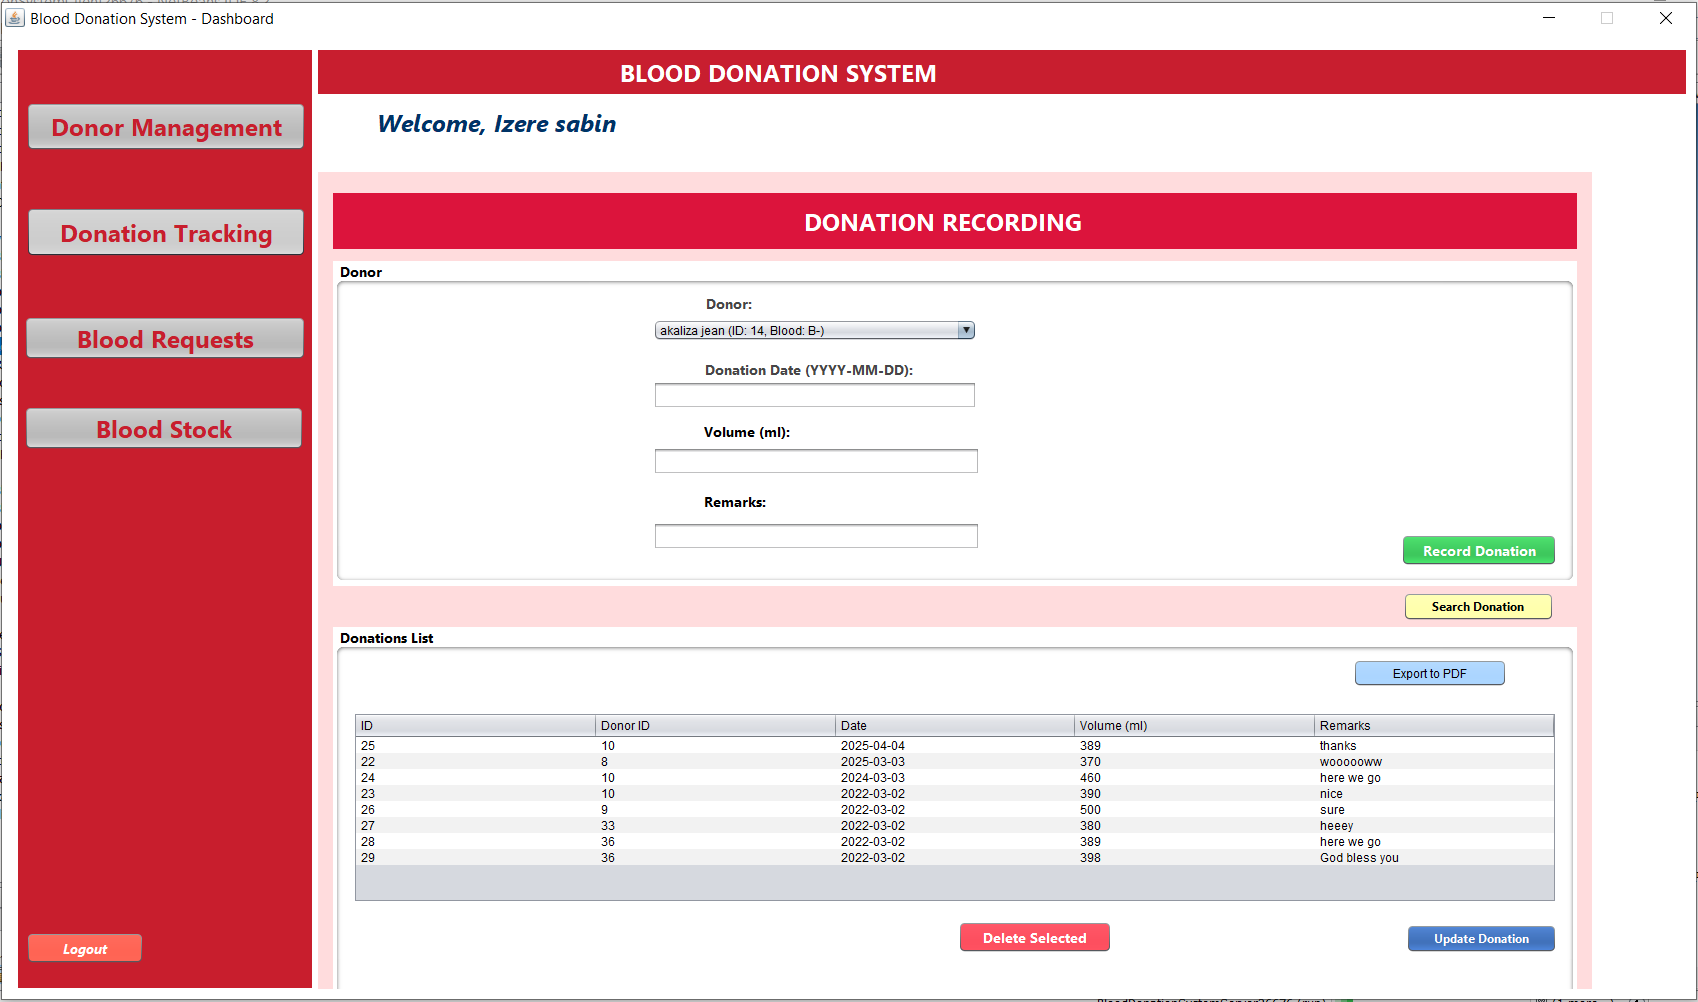 Blood Donation System - Dashboard
BLOOD DONATION SYSTEM
Welcome, Izere sabin
Donor Management
Donation Tracking
Blood Requests
Blood Stock
Logout
DONATION RECORDING
Donor
Donor:
akaliza jean (ID: 14, Blood: B-)
Donation Date (YYYY-MM-DD):
Volume (ml):
Remarks:
Record Donation
Search Donation
Donations List
Export to PDF
ID Donor ID Date Volume (ml) Remarks
25 10 2025-04-04 389 thanks
22 8 2025-03-03 370 woooooww
24 10 2024-03-03 460 here we go
23 10 2022-03-02 390 nice
26 9 2022-03-02 500 sure
27 33 2022-03-02 380 heeey
28 36 2022-03-02 389 here we go
29 36 2022-03-02 398 God bless you
Delete Selected
Update Donation